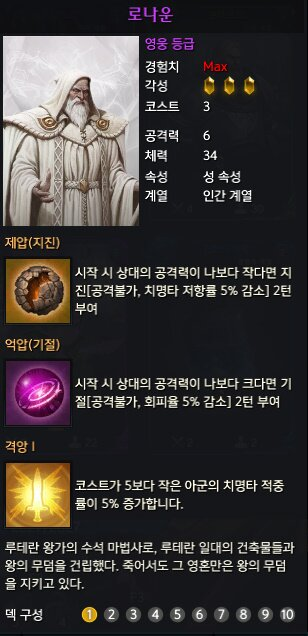 로나운
영웅 등급
경험치 Max
각성
코스트 3
공격력 6
체력 34
속성 성 속성
계열 인간 계열
제압(지진)
시작 시 상대의 공격력이 나보다 작다면 지
진[공격불가, 치명타 저항률 5% 감소] 2턴
부여
억압(기절)
시작 시 상대의 공격력이 나보다 크다면 기
절[공격불가, 회피율 5% 감소] 2턴 부여
격앙 I
코스트가 5보다 작은 아군의 치명타 적중
률이 5% 증가합니다.
루테란 왕가의 수석 마법사로, 루테란 일대의 건축물들과
왕의 무덤을 건립했다. 죽어서도 그 영혼만은 왕의 무덤
을 지키고 있다.
덱 구성 1 2 3 4 5 6 7 8 9 10